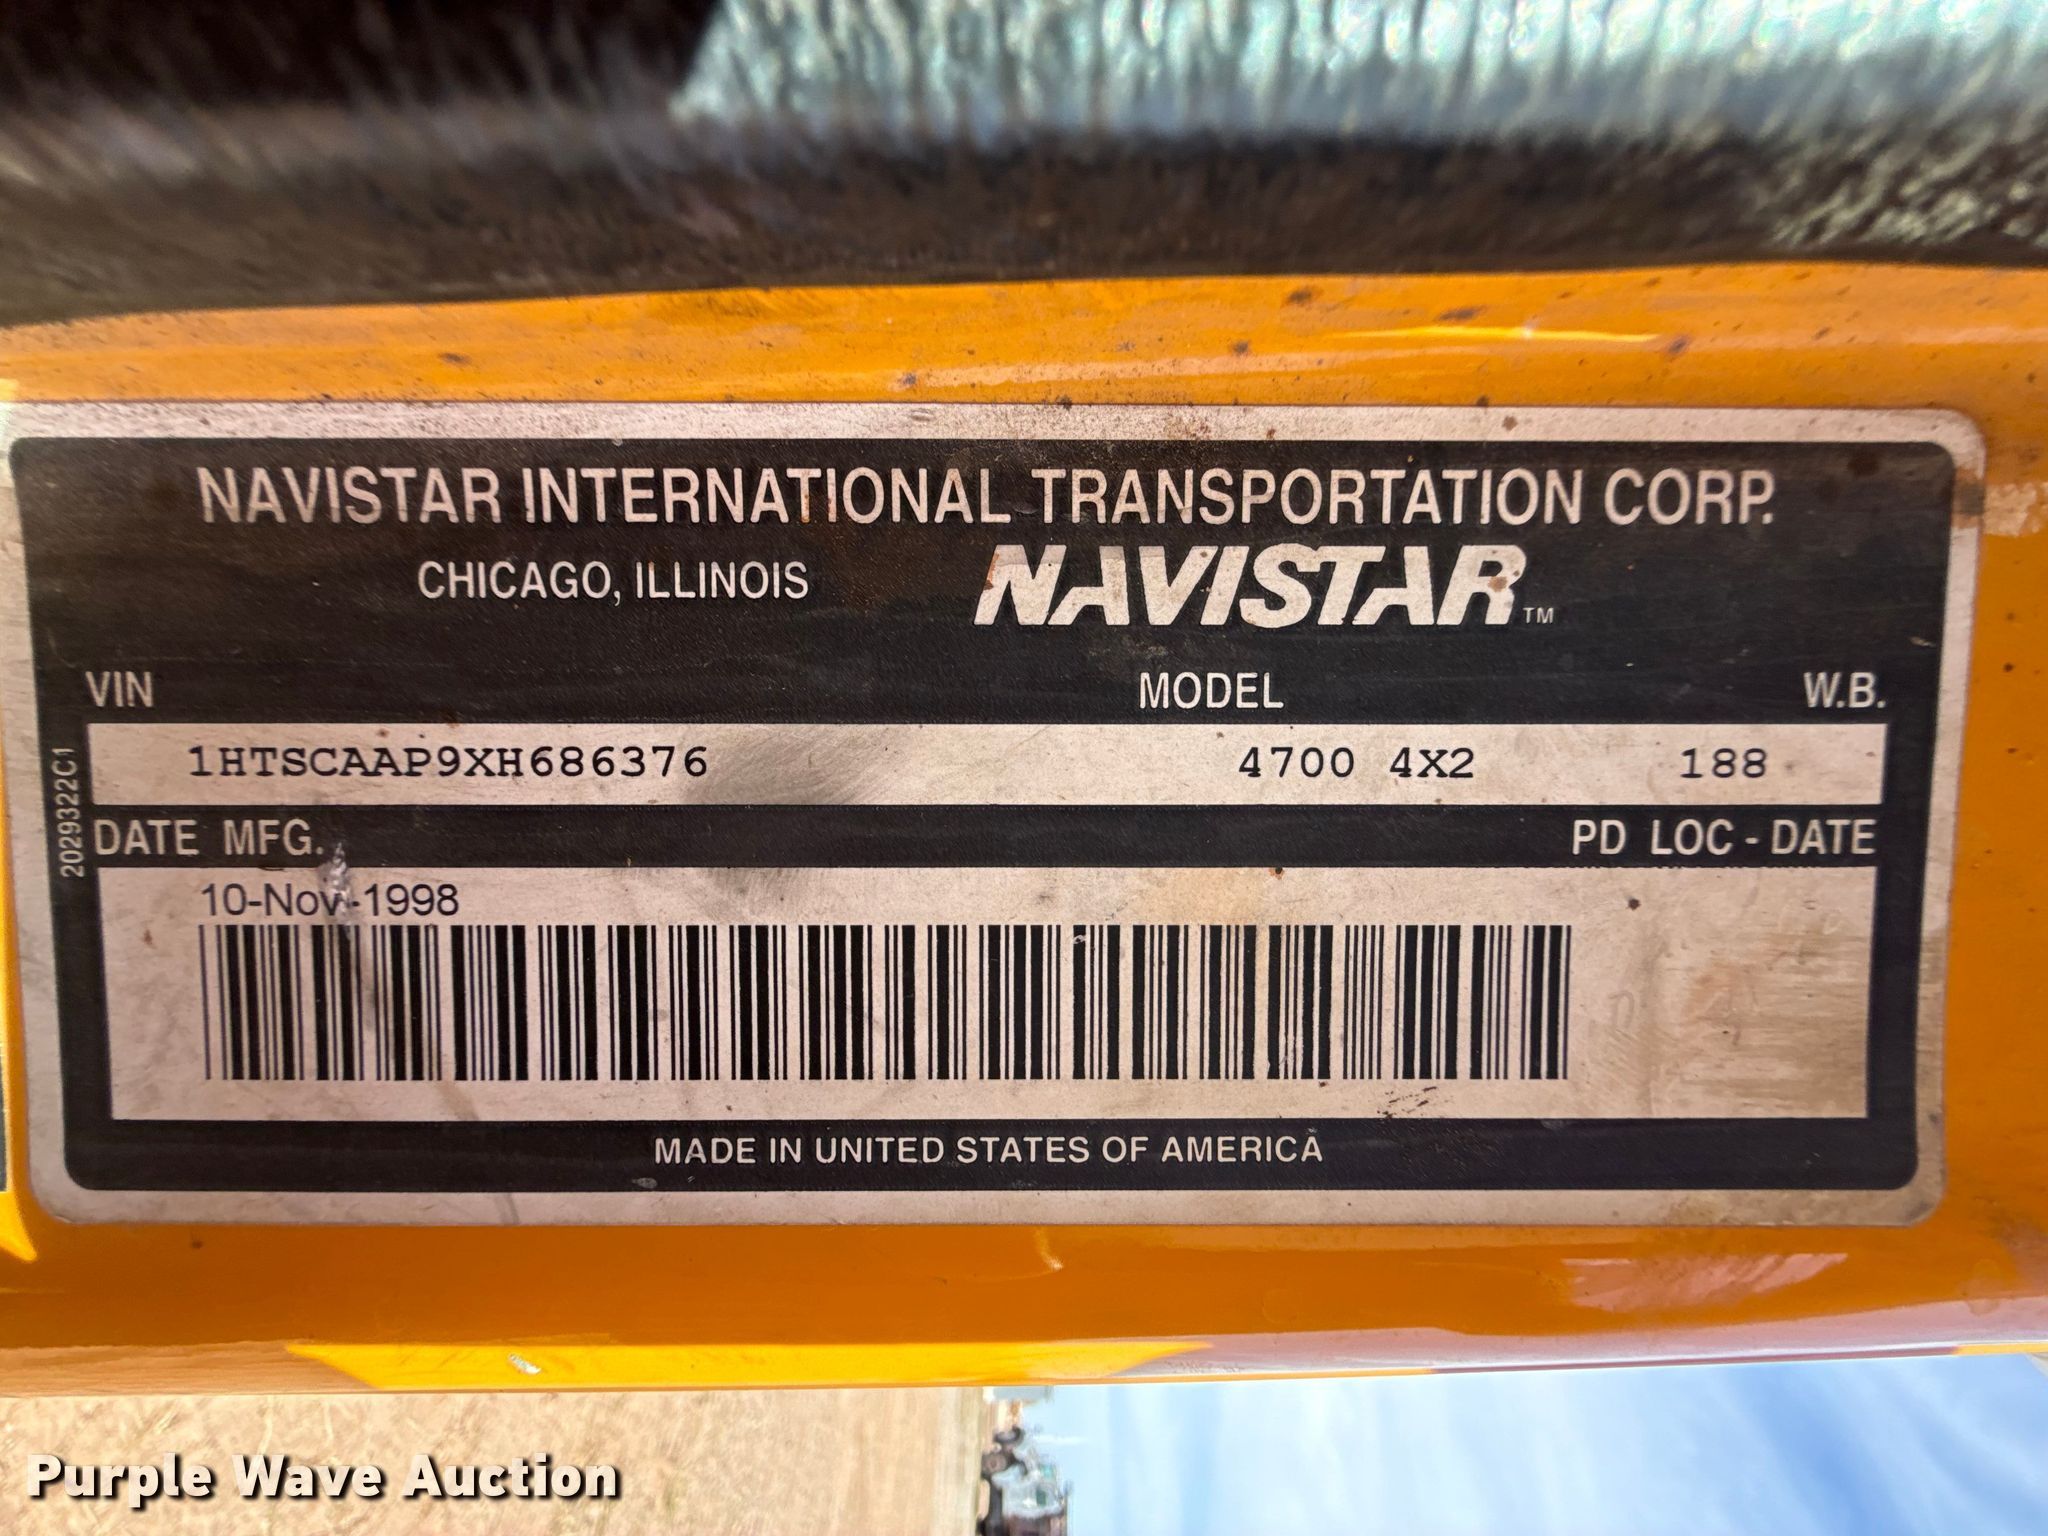 NAVISTAR INTERNATIONAL TRANSPORTATION CORP.
CHICAGO, ILLINOIS NAVISTAR™
VIN MODEL W.B.
1HTSCAAP9XH686376 4700 4X2 188
2029322C1
DATE MFG. PD LOC - DATE
10-Nov-1998
MADE IN UNITED STATES OF AMERICA
Purple Wave Auction